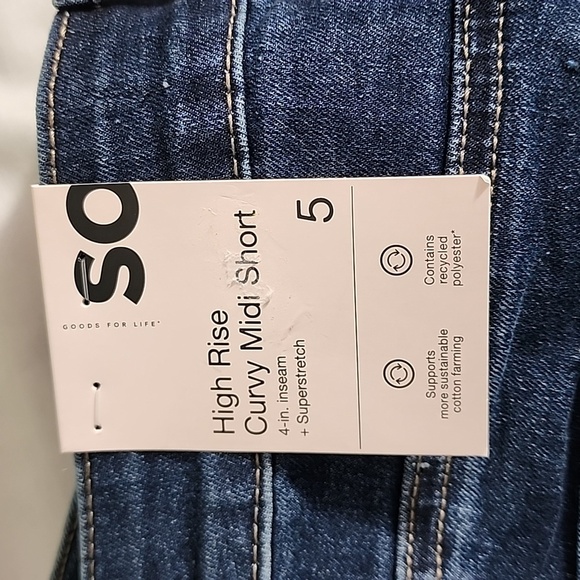 SO
GOODS FOR LIFE*
High Rise
Curvy Midi Short
4-in. inseam
+ Superstretch
5
Supports
more sustainable
cotton farming
Contains
recycled
polyester*